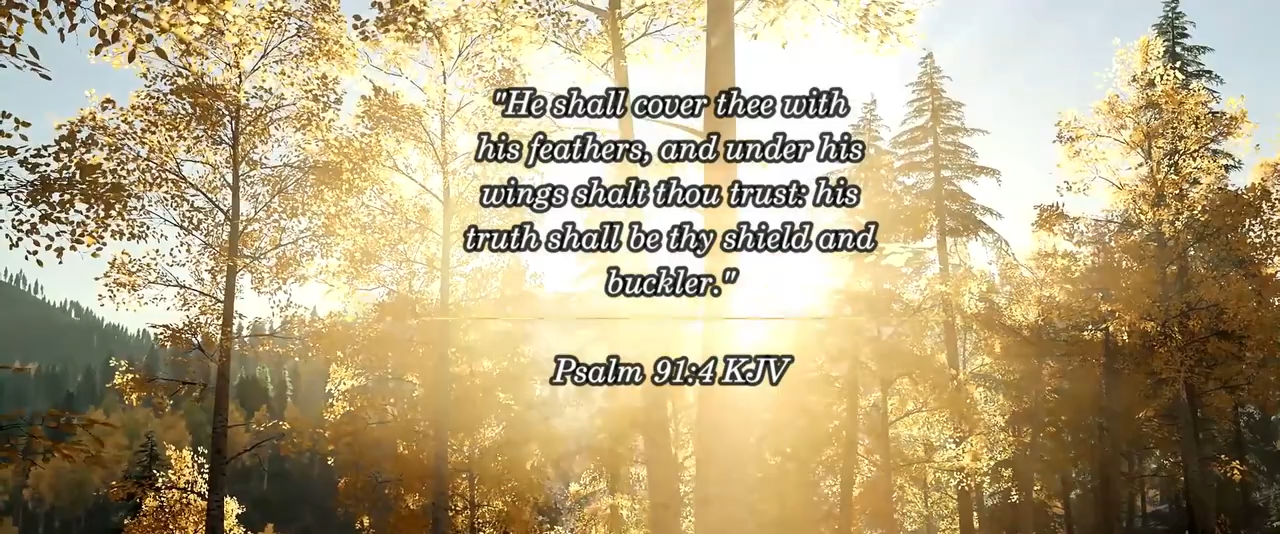 "He shall cover thee with
his feathers, and under his
wings shalt thou trust: his
truth shall be thy shield and
buckler."
Psalm 91:4 KJV